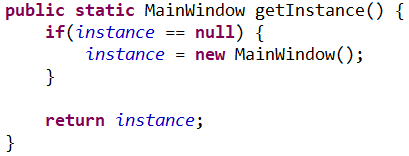 public static MainWindow getInstance() {
    if(instance == null) {
        instance = new MainWindow();
    }

    return instance;
}